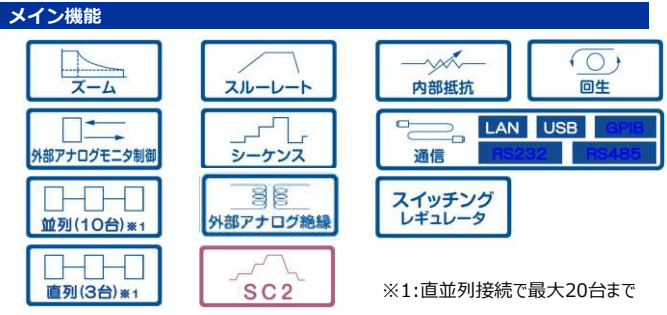 メイン機能
ズーム
スルーレート
内部抵抗
回生
外部アナログモニタ制御
シーケンス
通信
LAN
USB
GPIB
RS232
RS485
並列(10台)※1
外部アナログ絶縁
スイッチング
レギュレータ
直列(3台)※1
SC2
※1:直並列接続で最大20台まで